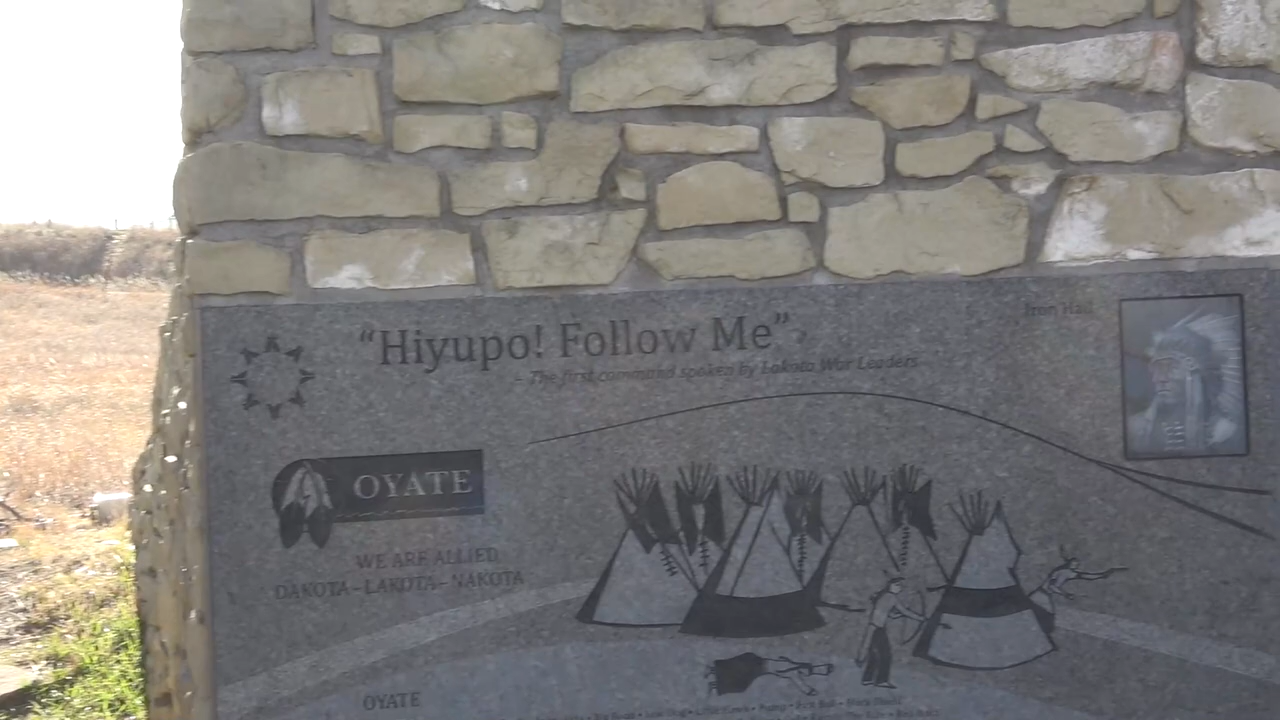 Iron Hail
“Hiyupo! Follow Me”
– The first command spoken by Lakota War Leaders
OYATE
WE ARE ALLIED
DAKOTA–LAKOTA–NAKOTA
OYATE